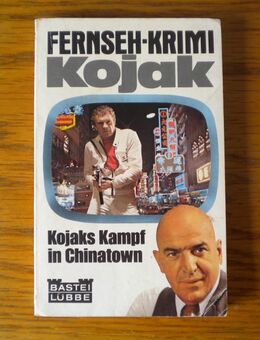 FERNSEH-KRIMI
Kojak
Kojaks Kampf
in Chinatown
BASTEI
LÜBBE